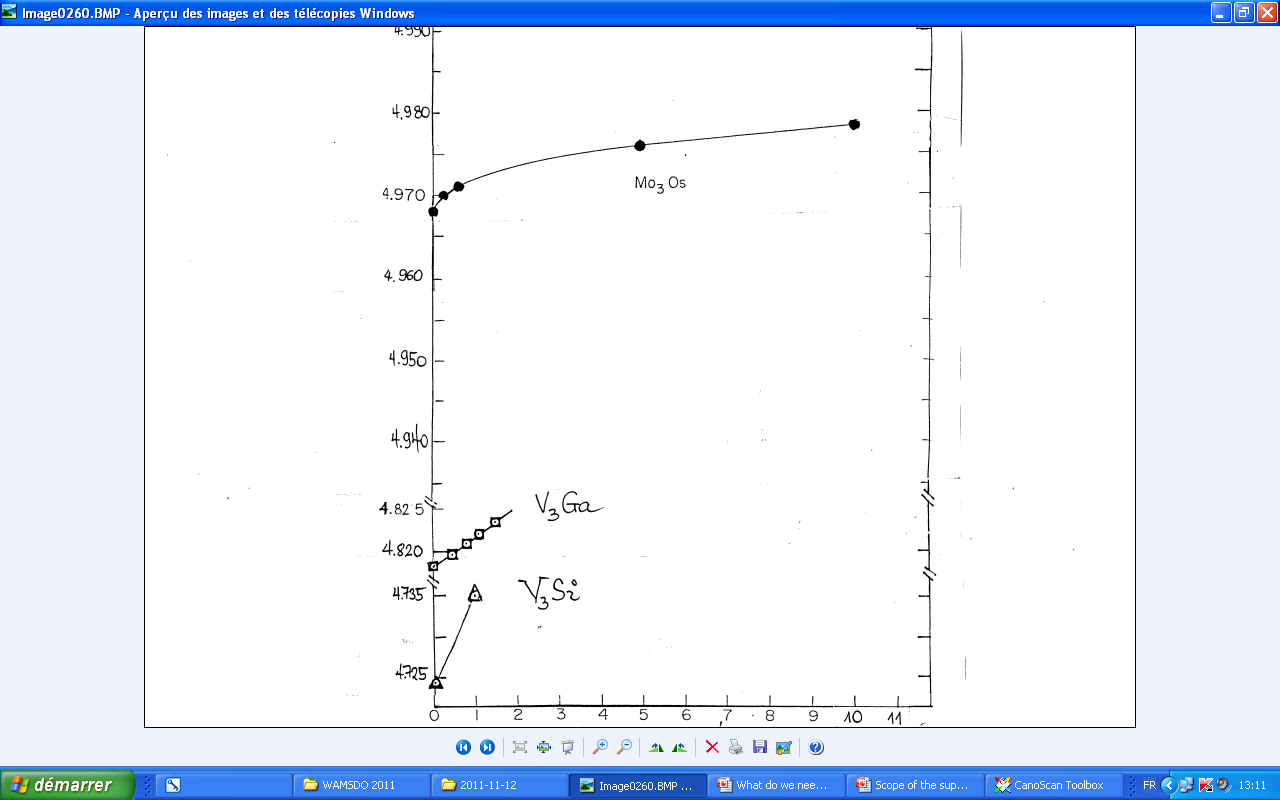 Image0260.BMP - Aperçu des images et des télécopies Windows
4.990
4.980
4.970
Mo3 Os
4.960
4.950
4.940
4.825
V3Ga
4.820
4.735
V3Si
4.725
0 1 2 3 4 5 6 7 8 9 10 11
démarrer
WAMSDO 2011
2011-11-12
Image0260.BMP ...
What do we nee...
Scope of the sup...
CanoScan Toolbox
FR
13:11